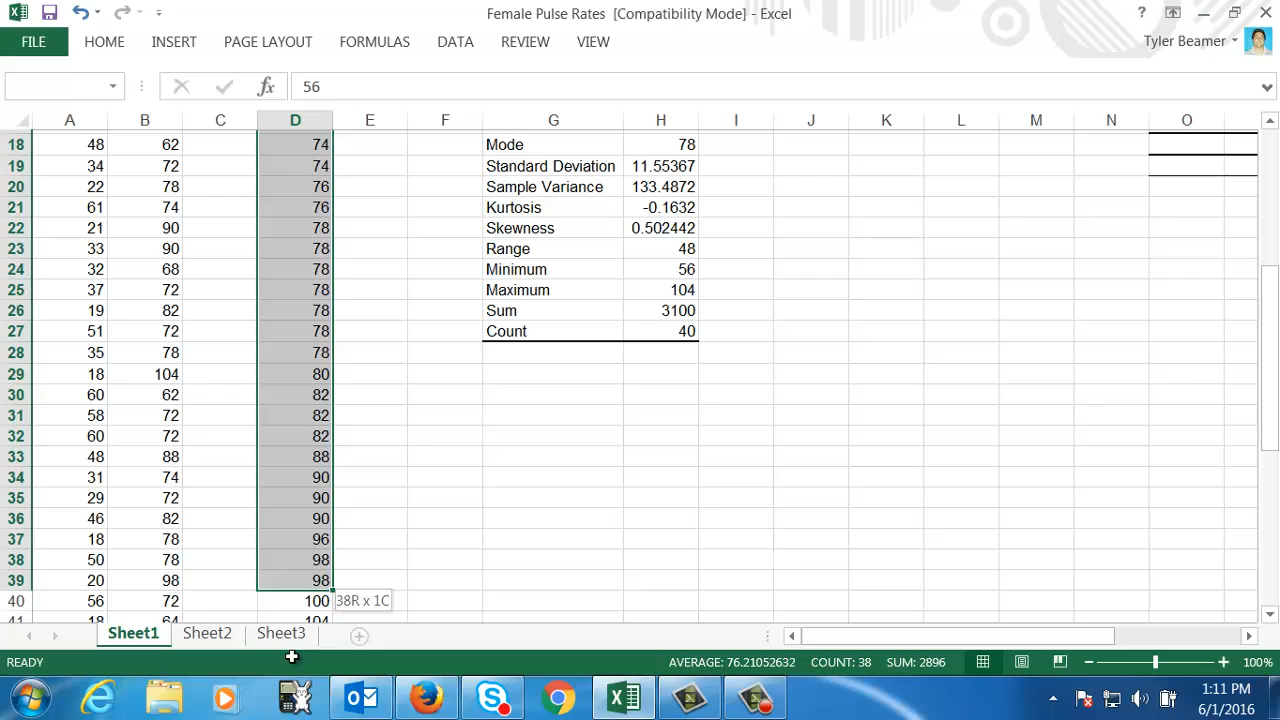 Female Pulse Rates [Compatibility Mode] - Excel
FILE HOME INSERT PAGE LAYOUT FORMULAS DATA REVIEW VIEW Tyler Beamer
fx 56
A B C D E F G H I J K L M N O
18 48 62 74 Mode 78
19 34 72 74 Standard Deviation 11.55367
20 22 78 76 Sample Variance 133.4872
21 61 74 76 Kurtosis -0.1632
22 21 90 78 Skewness 0.502442
23 33 90 78 Range 48
24 32 68 78 Minimum 56
25 37 72 78 Maximum 104
26 19 82 78 Sum 3100
27 51 72 78 Count 40
28 35 78 78
29 18 104 80
30 60 62 82
31 58 72 82
32 60 72 82
33 48 88 88
34 31 74 90
35 29 72 90
36 46 82 90
37 18 78 96
38 50 78 98
39 20 98 98
40 56 72 100 38R x 1C
41 18 64 104
Sheet1 Sheet2 Sheet3
READY AVERAGE: 76.21052632 COUNT: 38 SUM: 2896 100%
1:11 PM
6/1/2016